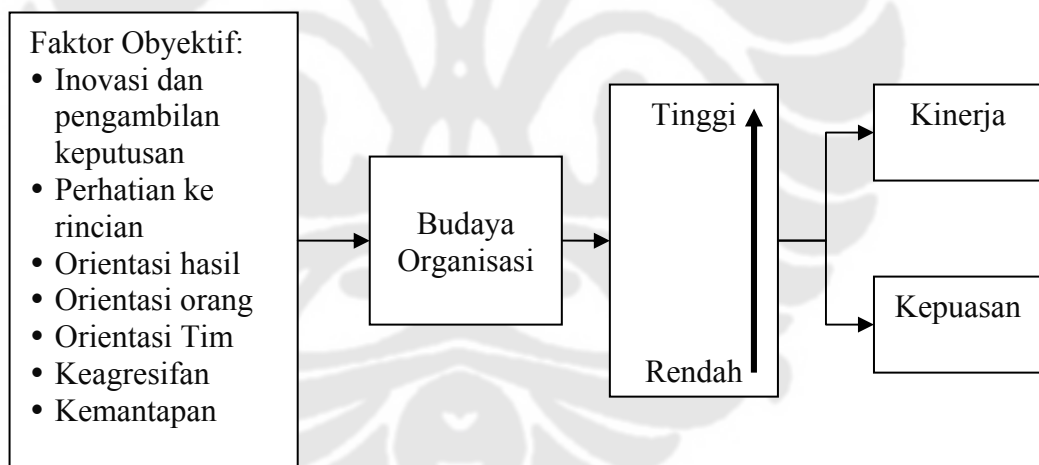 Faktor Obyektif:
• Inovasi dan
pengambilan
keputusan
• Perhatian ke
rincian
• Orientasi hasil
• Orientasi orang
• Orientasi Tim
• Keagresifan
• Kemantapan
Budaya
Organisasi
Tinggi
Rendah
Kinerja
Kepuasan